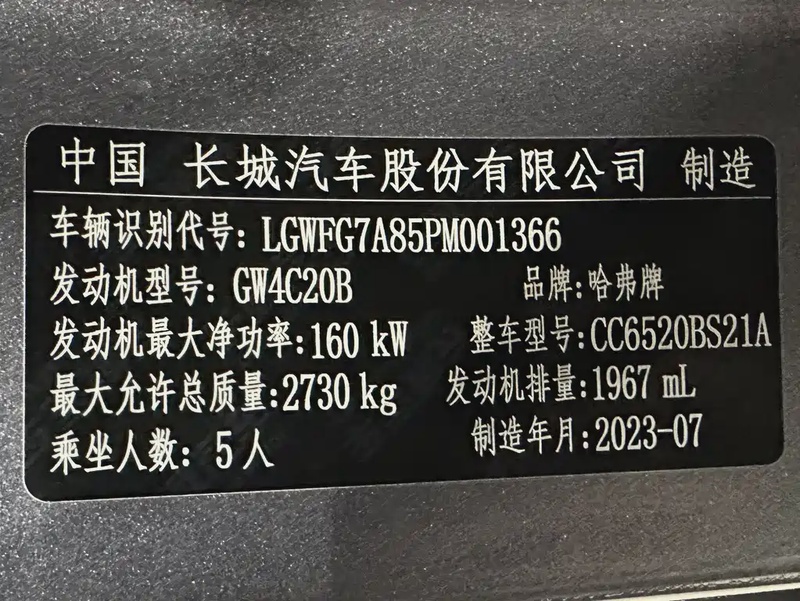 中国 长城汽车股份有限公司 制造
车辆识别代号: LGWFG7A85PM001366
发动机型号: GW4C20B 品牌:哈弗牌
发动机最大净功率:160 kW 整车型号:CC6520BS21A
最大允许总质量:2730 kg 发动机排量:1967 mL
乘坐人数: 5人 制造年月:2023-07